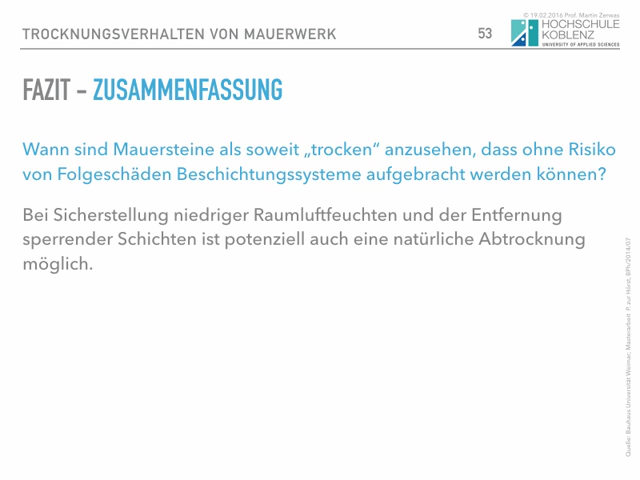 © 19.02.2016 Prof. Martin Zerwas
TROCKNUNGSVERHALTEN VON MAUERWERK
53
HOCHSCHULE
KOBLENZ
UNIVERSITY OF APPLIED SCIENCES
FAZIT - ZUSAMMENFASSUNG
Wann sind Mauersteine als soweit „trocken“ anzusehen, dass ohne Risiko
von Folgeschäden Beschichtungssysteme aufgebracht werden können?
Bei Sicherstellung niedriger Raumluftfeuchten und der Entfernung
sperrender Schichten ist potenziell auch eine natürliche Abtrocknung
möglich.
Quelle: Bauhaus Universität Weimar, Masterarbeit P. zur Hörst, BPh/2014/07